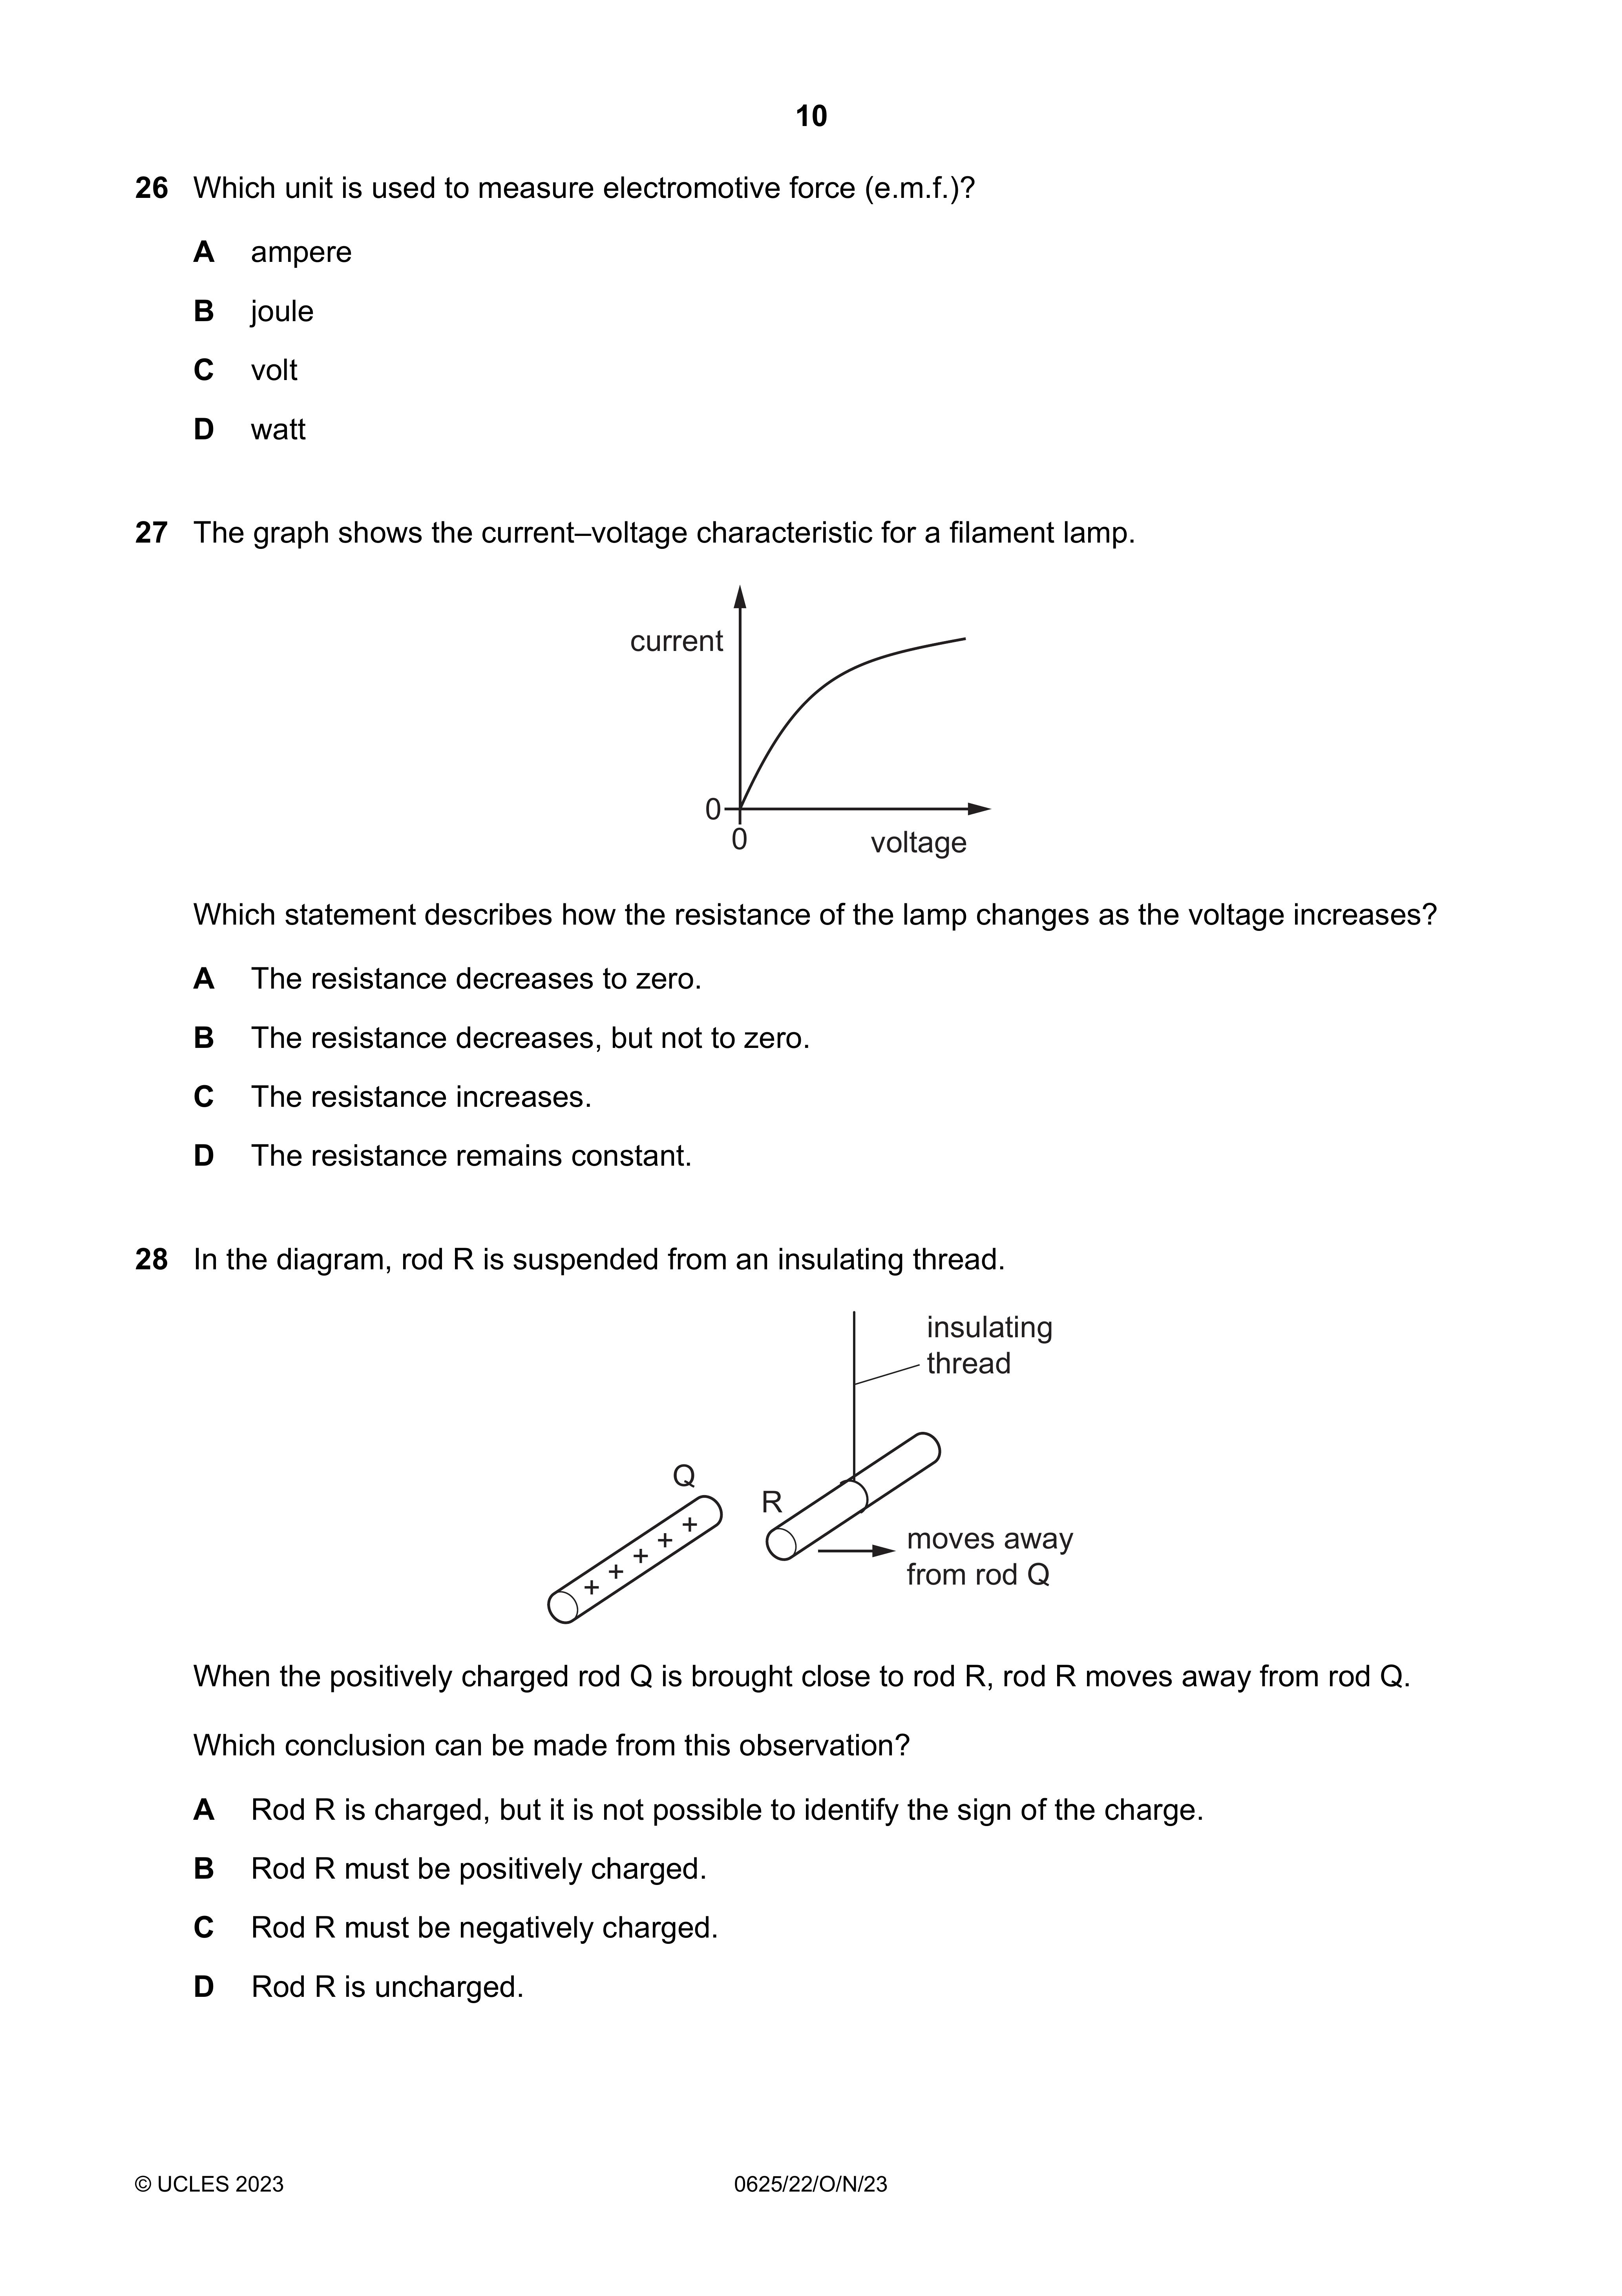 10
26 Which unit is used to measure electromotive force (e.m.f.)?
A ampere
B joule
C volt
D watt
27 The graph shows the current–voltage characteristic for a filament lamp.
current
0
0
voltage
Which statement describes how the resistance of the lamp changes as the voltage increases?
A The resistance decreases to zero.
B The resistance decreases, but not to zero.
C The resistance increases.
D The resistance remains constant.
28 In the diagram, rod R is suspended from an insulating thread.
insulating
thread
Q
R
+ + + + +
moves away
from rod Q
When the positively charged rod Q is brought close to rod R, rod R moves away from rod Q.
Which conclusion can be made from this observation?
A Rod R is charged, but it is not possible to identify the sign of the charge.
B Rod R must be positively charged.
C Rod R must be negatively charged.
D Rod R is uncharged.
© UCLES 2023 0625/22/O/N/23